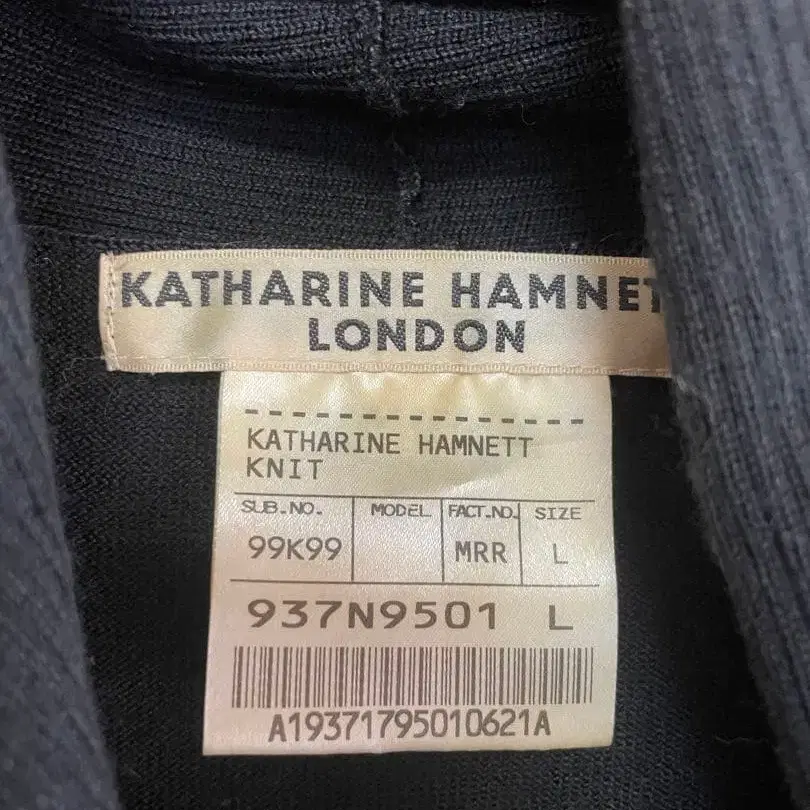 KATHARINE HAMNET
LONDON
KATHARINE HAMNETT
KNIT
SUB.NO. MODEL FACT.NO. SIZE
99K99 MRR L
937N9501 L
A19371795010621A